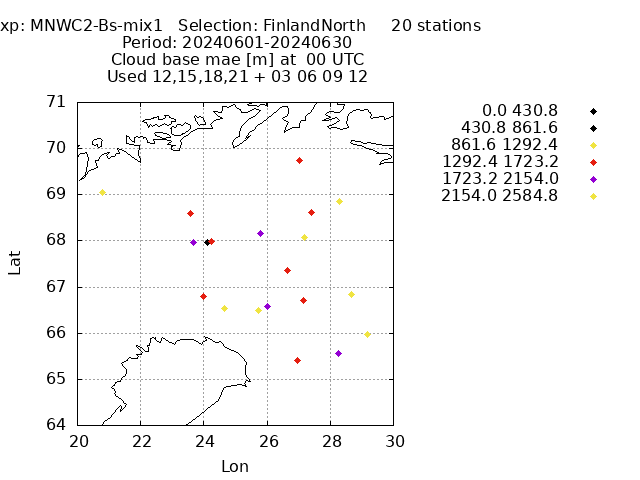 xp: MNWC2-Bs-mix1 Selection: FinlandNorth 20 stations
Period: 20240601-20240630
Cloud base mae [m] at 00 UTC
Used 12,15,18,21 + 03 06 09 12
0.0 430.8
430.8 861.6
861.6 1292.4
1292.4 1723.2
1723.2 2154.0
2154.0 2584.8
71
70
69
68
67
66
65
64
Lat
20 22 24 26 28 30
Lon